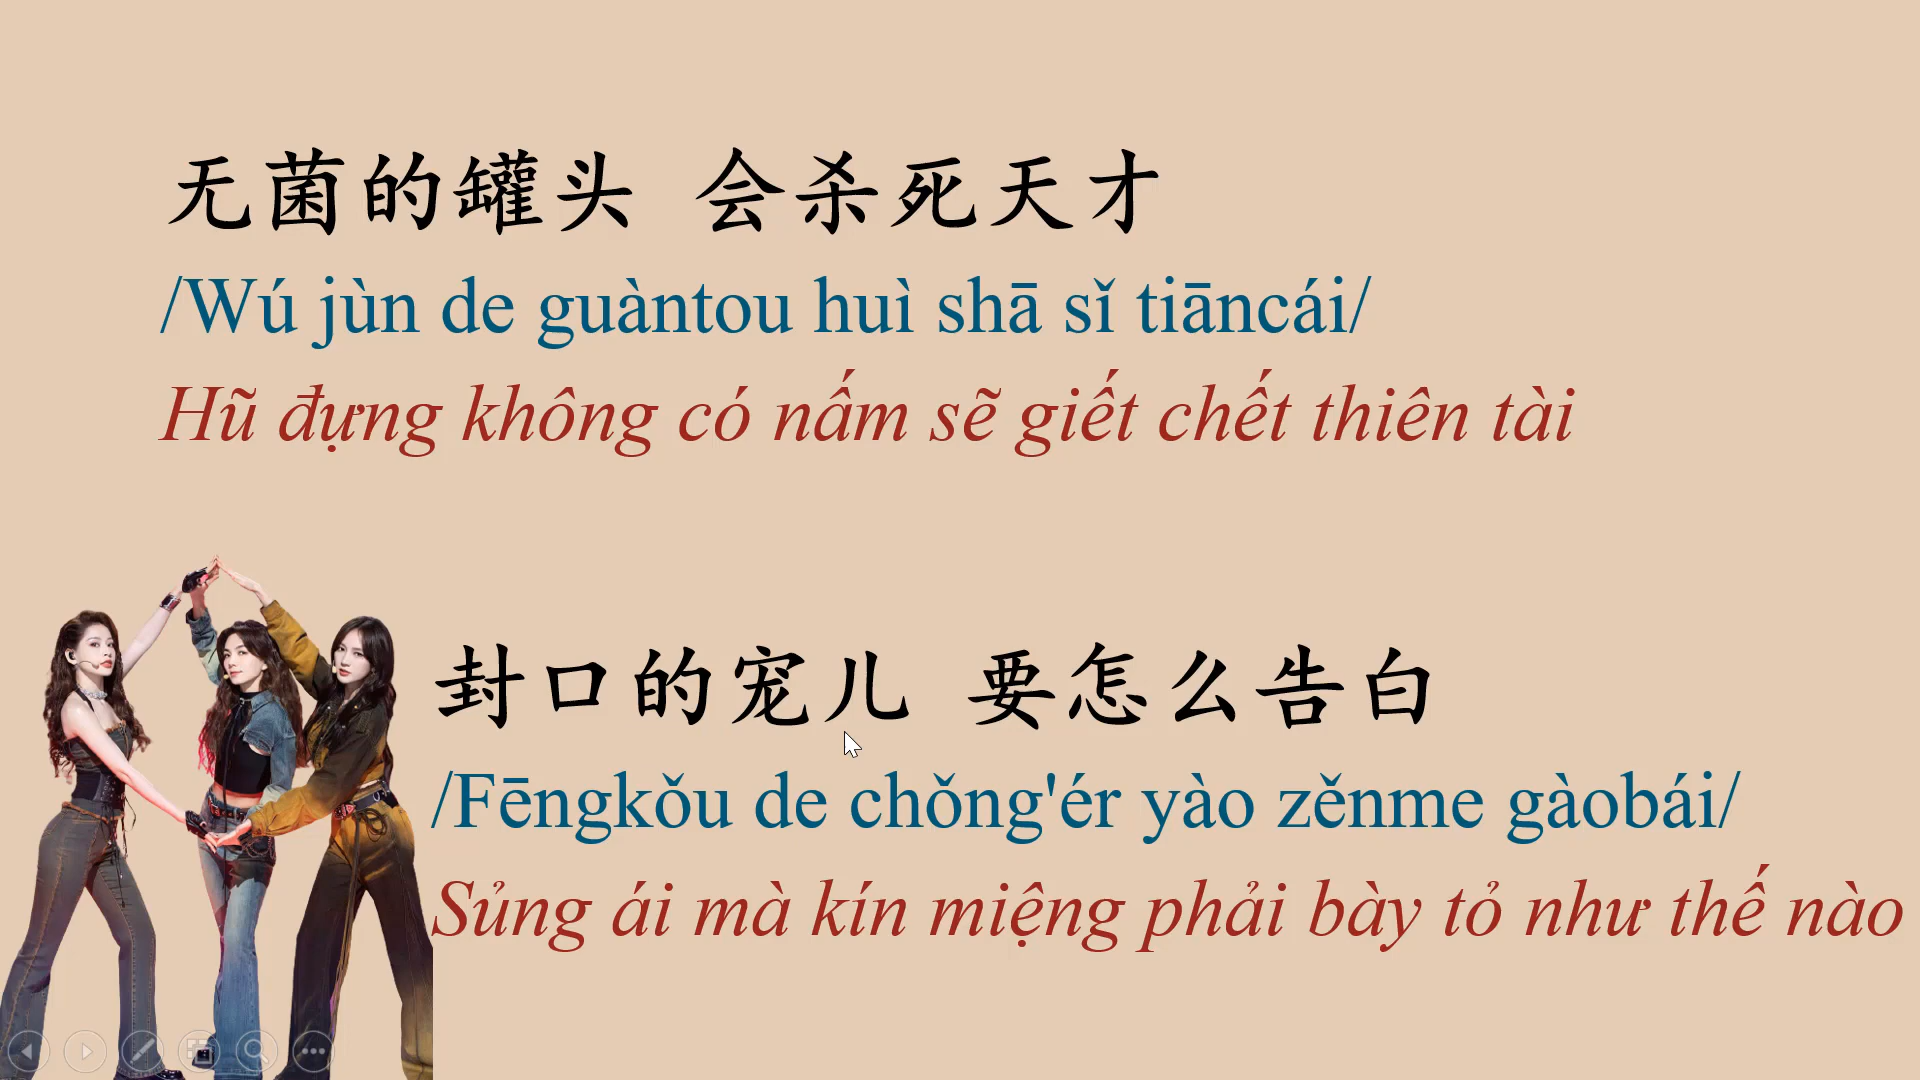 无菌的罐头 会杀死天才
/Wú jùn de guàntou huì shā sǐ tiāncái/
Hũ đựng không có nấm sẽ giết chết thiên tài
封口的宠儿 要怎么告白
/Fēngkǒu de chǒng'ér yào zěnme gàobái/
Sủng ái mà kín miệng phải bày tỏ như thế nào